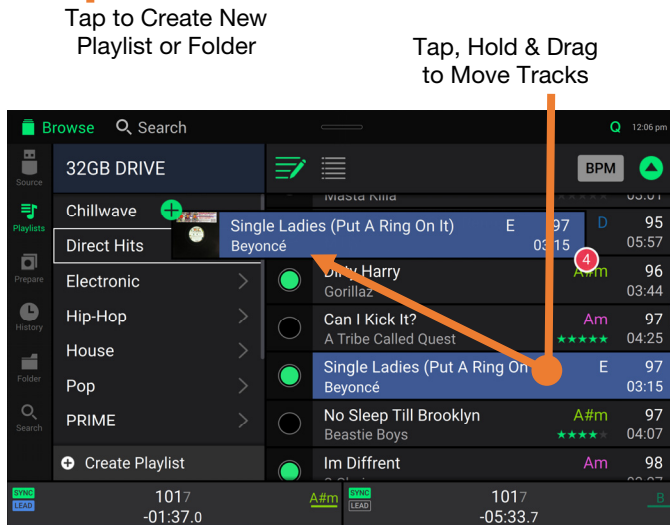 Tap to Create New
Playlist or Folder
Tap, Hold & Drag
to Move Tracks
Browse Search Q 12:06 pm
Source
32GB DRIVE
BPM
Masta Killa 03:01
Playlists
Chillwave
Single Ladies (Put A Ring On It) E 97
Beyoncé 03:15
D 95
05:57
Direct Hits
4
Prepare
Electronic
Dirty Harry A#m 96
Gorillaz 03:44
History
Hip-Hop
Can I Kick It? Am 97
A Tribe Called Quest 04:25
House
Folder
Pop
Single Ladies (Put A Ring On E 97
Beyoncé 03:15
Search
PRIME
No Sleep Till Brooklyn A#m 97
Beastie Boys 04:07
Create Playlist
Im Diffrent Am 98
SYNC
LEAD
1017
-01:37.0
A#m
SYNC
LEAD
1017
-05:33.7
B